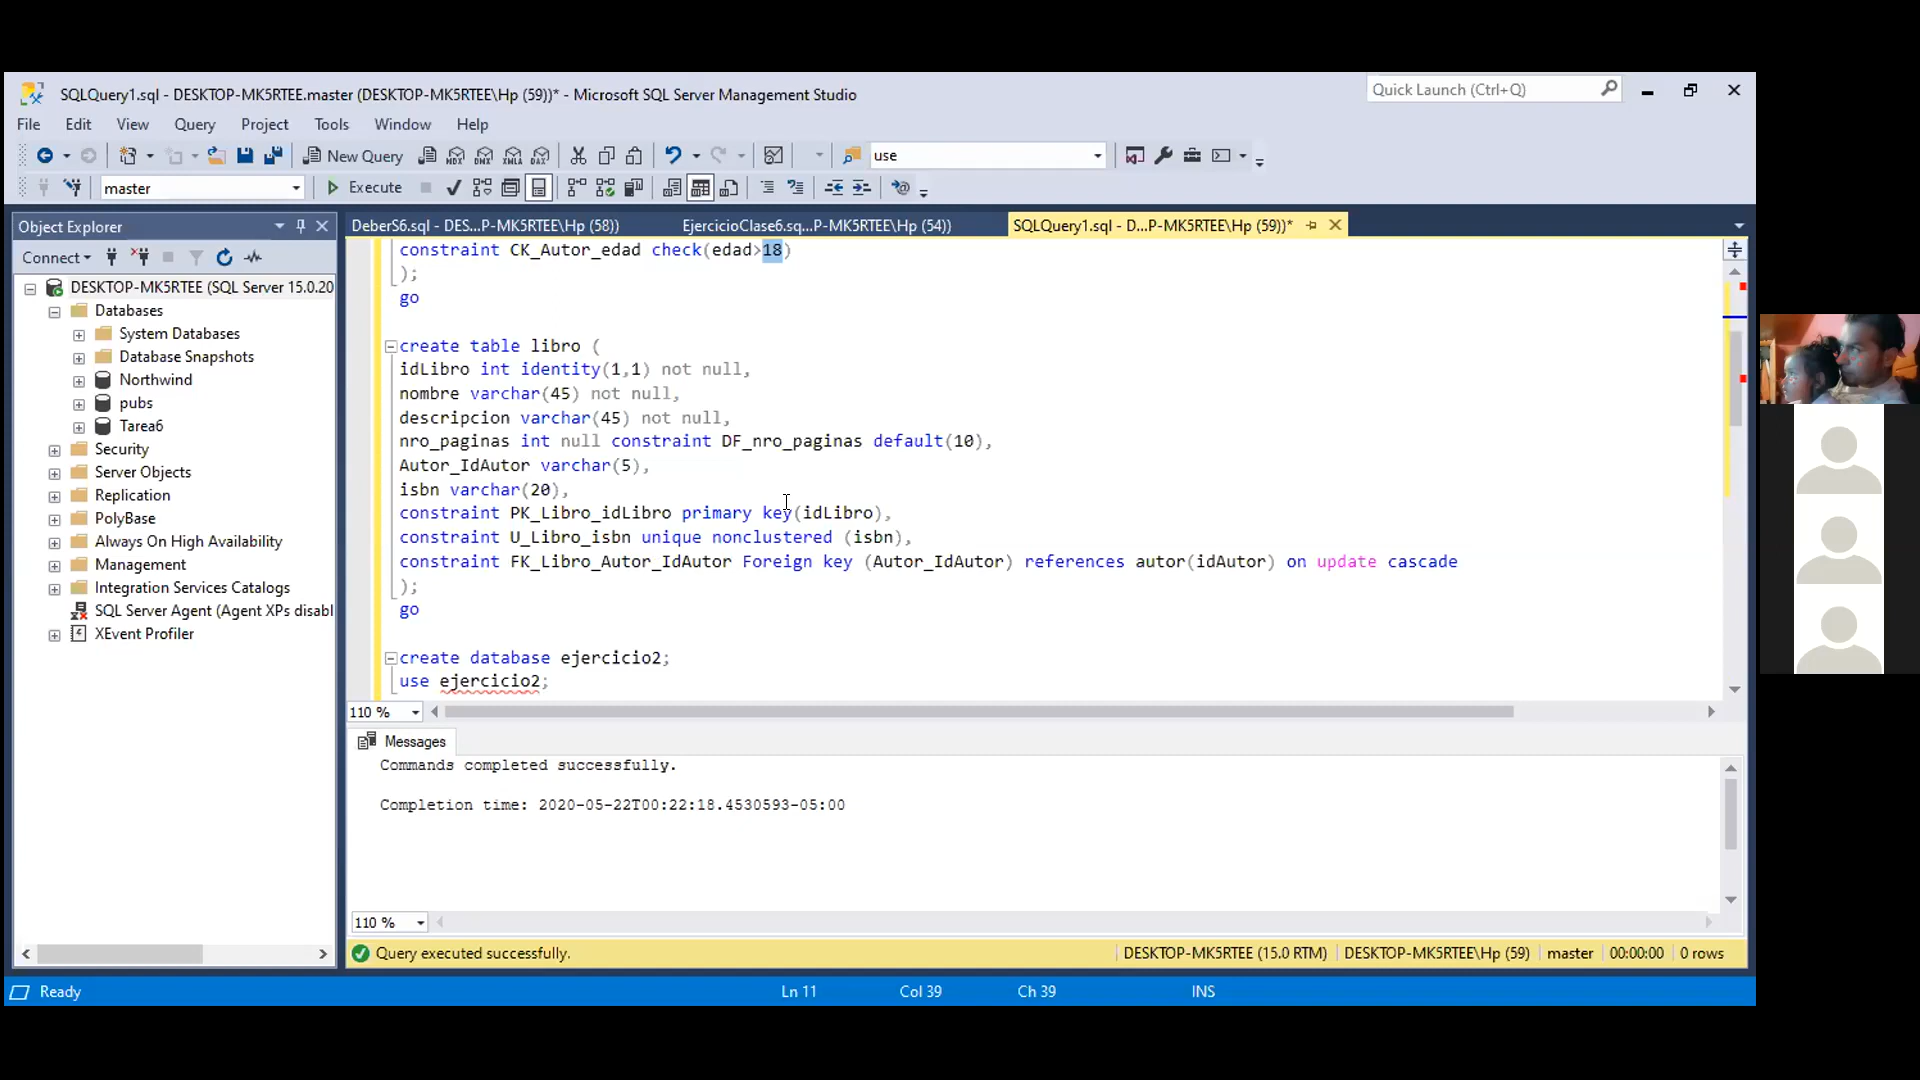 SQLQuery1.sql - DESKTOP-MK5RTEE.master (DESKTOP-MK5RTEE\Hp (59))* - Microsoft SQL Server Management Studio
Quick Launch (Ctrl+Q)
File Edit View Query Project Tools Window Help
New Query
MDX DMX XMLA DAX
use
master
Execute
Object Explorer
DeberS6.sql - DES...P-MK5RTEE\Hp (58))
EjercicioClase6.sq...P-MK5RTEE\Hp (54))
SQLQuery1.sql - D...P-MK5RTEE\Hp (59))*
Connect
DESKTOP-MK5RTEE (SQL Server 15.0.20
Databases
System Databases
Database Snapshots
Northwind
pubs
Tarea6
Security
Server Objects
Replication
PolyBase
Always On High Availability
Management
Integration Services Catalogs
SQL Server Agent (Agent XPs disabl
XEvent Profiler
constraint CK_Autor_edad check(edad>18)
);
go
create table libro (
idLibro int identity(1,1) not null,
nombre varchar(45) not null,
descripcion varchar(45) not null,
nro_paginas int null constraint DF_nro_paginas default(10),
Autor_IdAutor varchar(5),
isbn varchar(20),
constraint PK_Libro_idLibro primary key(idLibro),
constraint U_Libro_isbn unique nonclustered (isbn),
constraint FK_Libro_Autor_IdAutor Foreign key (Autor_IdAutor) references autor(idAutor) on update cascade
);
go
create database ejercicio2;
use ejercicio2;
110 %
Messages
Commands completed successfully.
Completion time: 2020-05-22T00:22:18.4530593-05:00
110 %
Query executed successfully.
DESKTOP-MK5RTEE (15.0 RTM)
DESKTOP-MK5RTEE\Hp (59)
master
00:00:00
0 rows
Ready
Ln 11
Col 39
Ch 39
INS